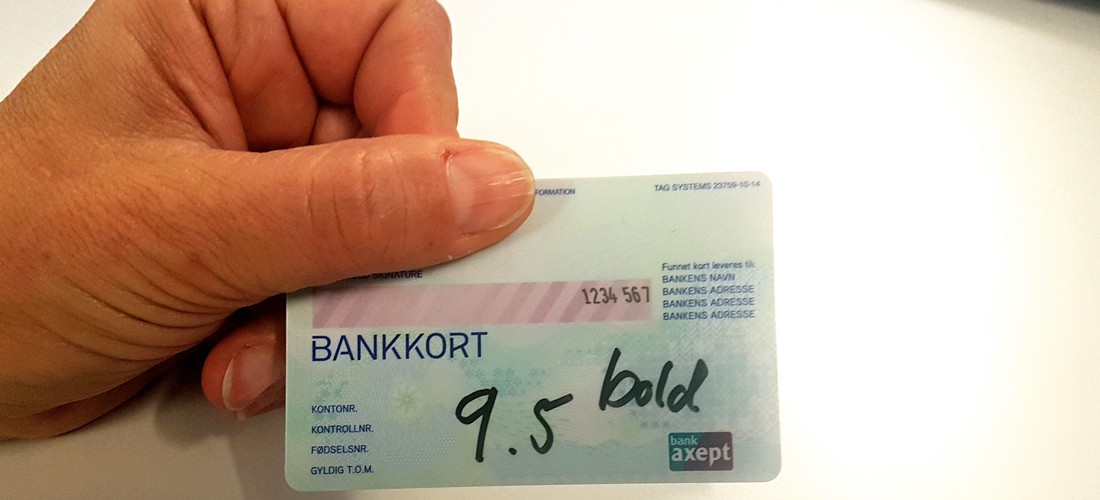 FORMATION
TAG SYSTEMS 23759-10-14
SIGNATURE
1234 567
Funnet kort leveres til:
BANKENS NAVN
BANKENS ADRESSE
BANKENS ADRESSE
BANKENS ADRESSE
BANKKORT
9.5 bold
KONTONR.
KONTROLLNR.
FØDSELSNR.
GYLDIG T.O.M.
bank
axept